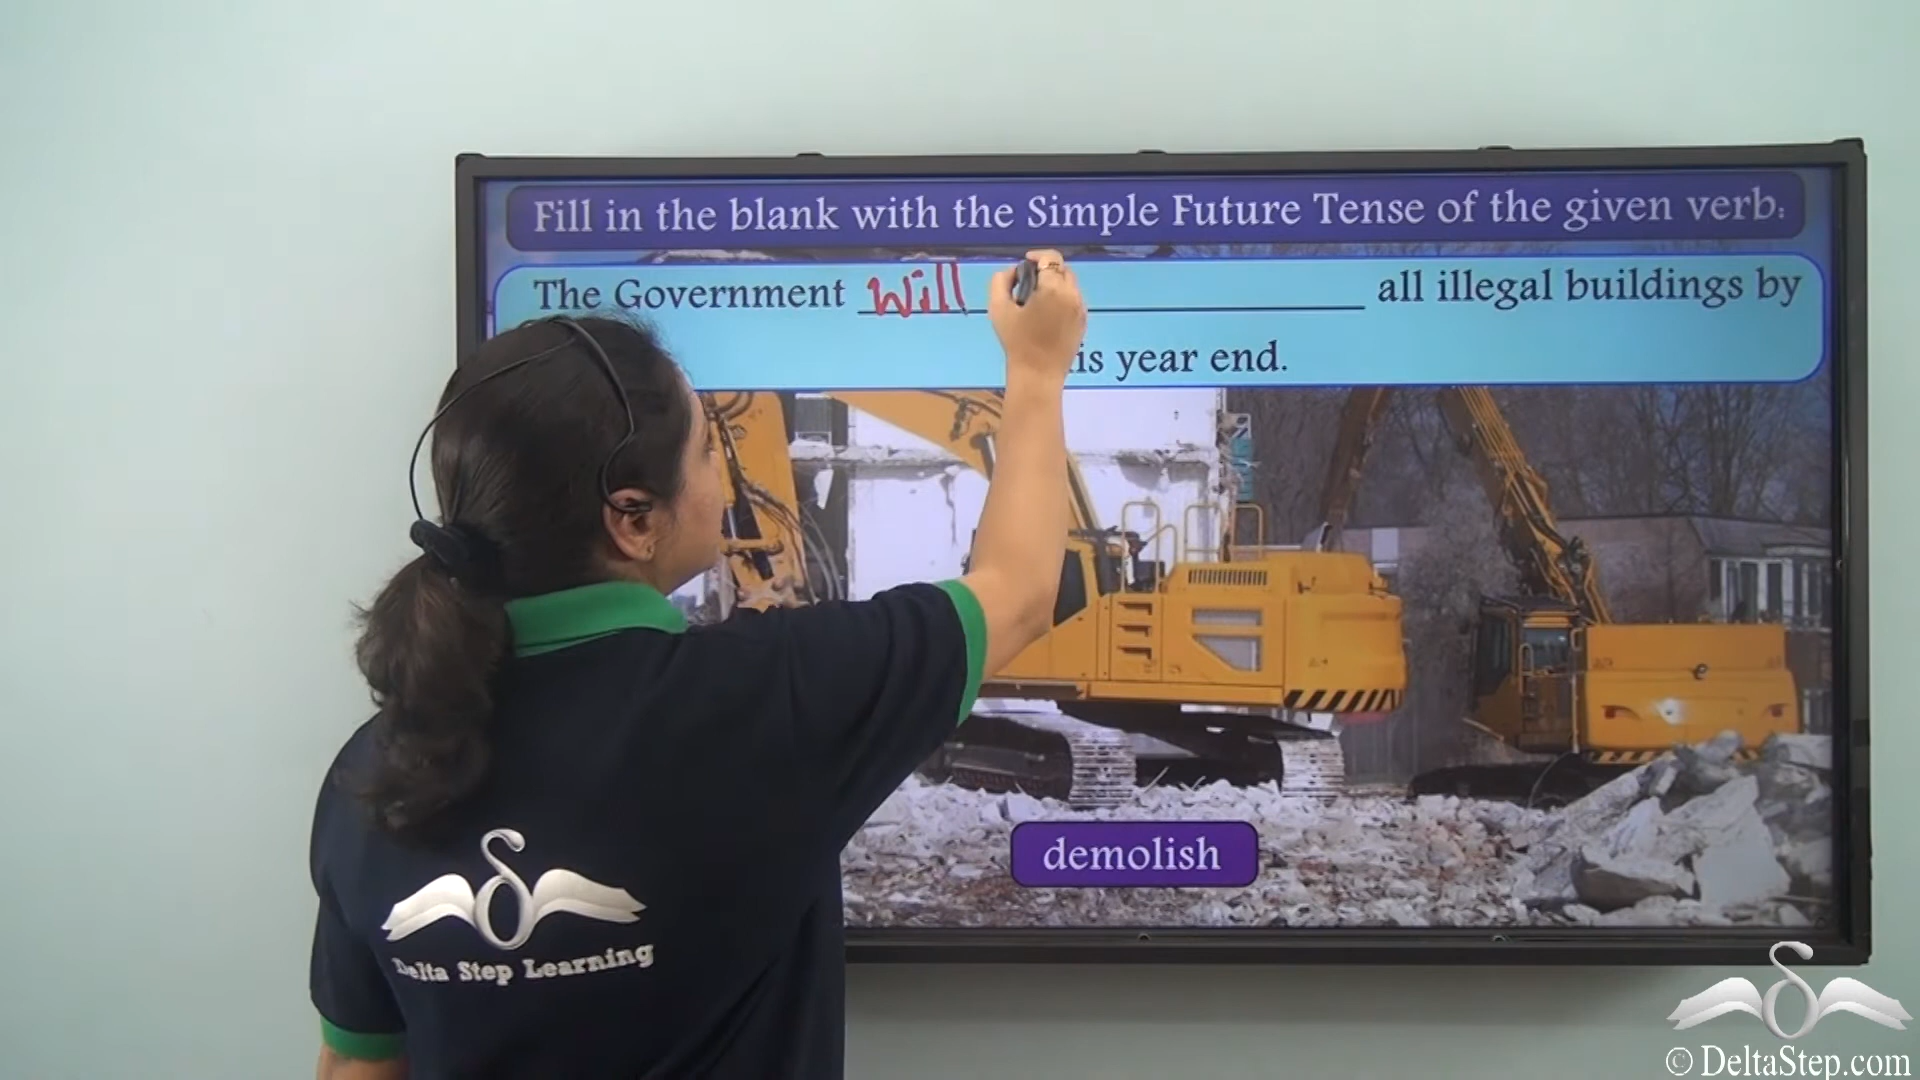 Fill in the blank with the Simple Future Tense of the given verb:
The Government will all illegal buildings by
is year end.
demolish
Delta Step Learning
© DeltaStep.com